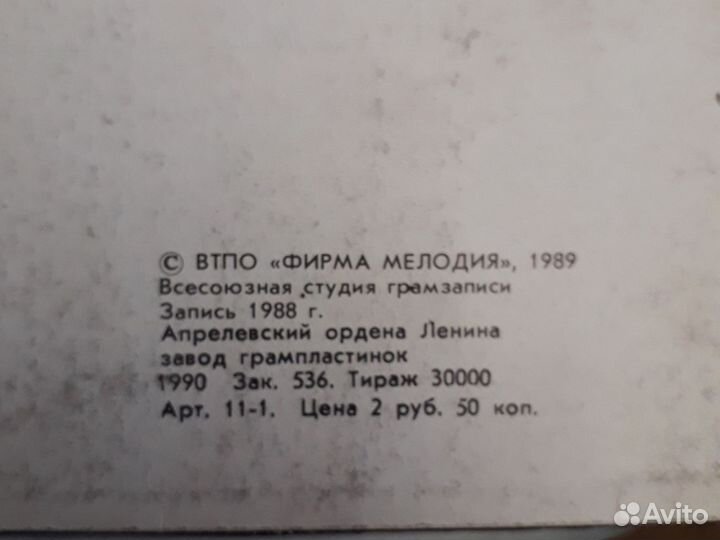 © ВТПО «ФИРМА МЕЛОДИЯ», 1989
Всесоюзная студия грамзаписи
Запись 1988 г.
Апрелевский ордена Ленина
завод грампластинок
1990 Зак. 536. Тираж 30000
Арт. 11-1. Цена 2 руб. 50 коп.
Avito